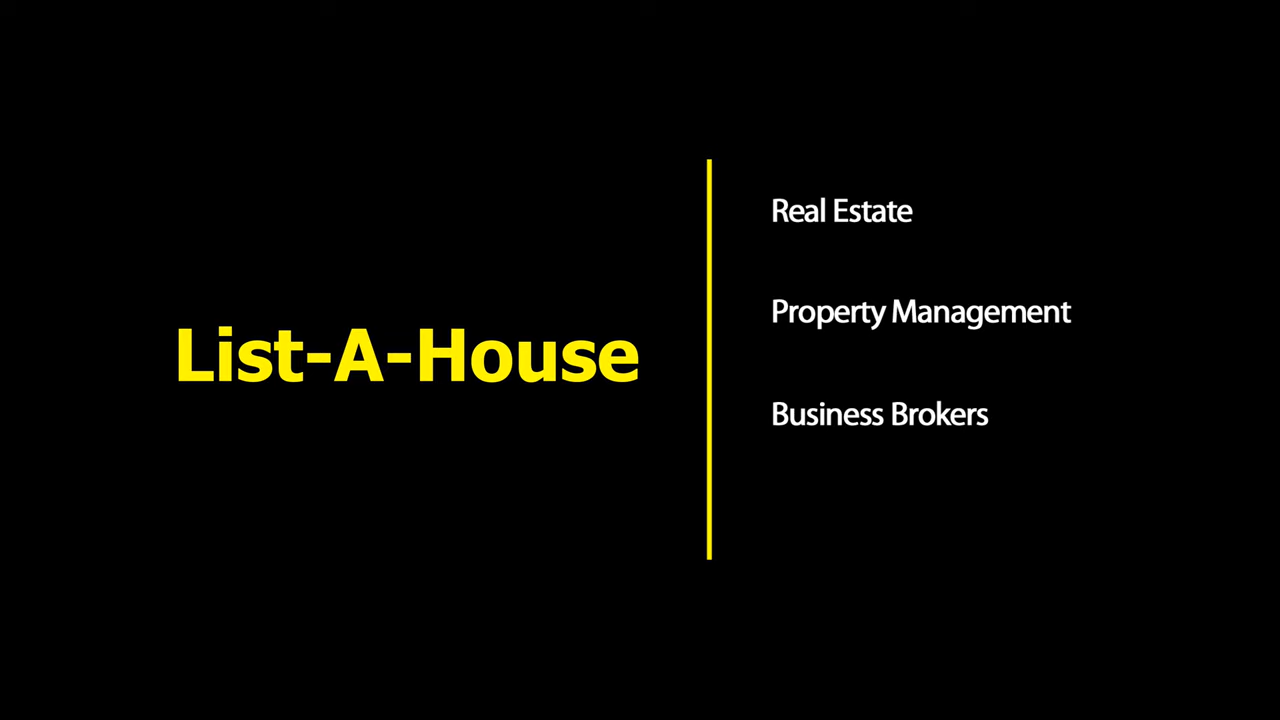 List-A-House
Real Estate
Property Management
Business Brokers